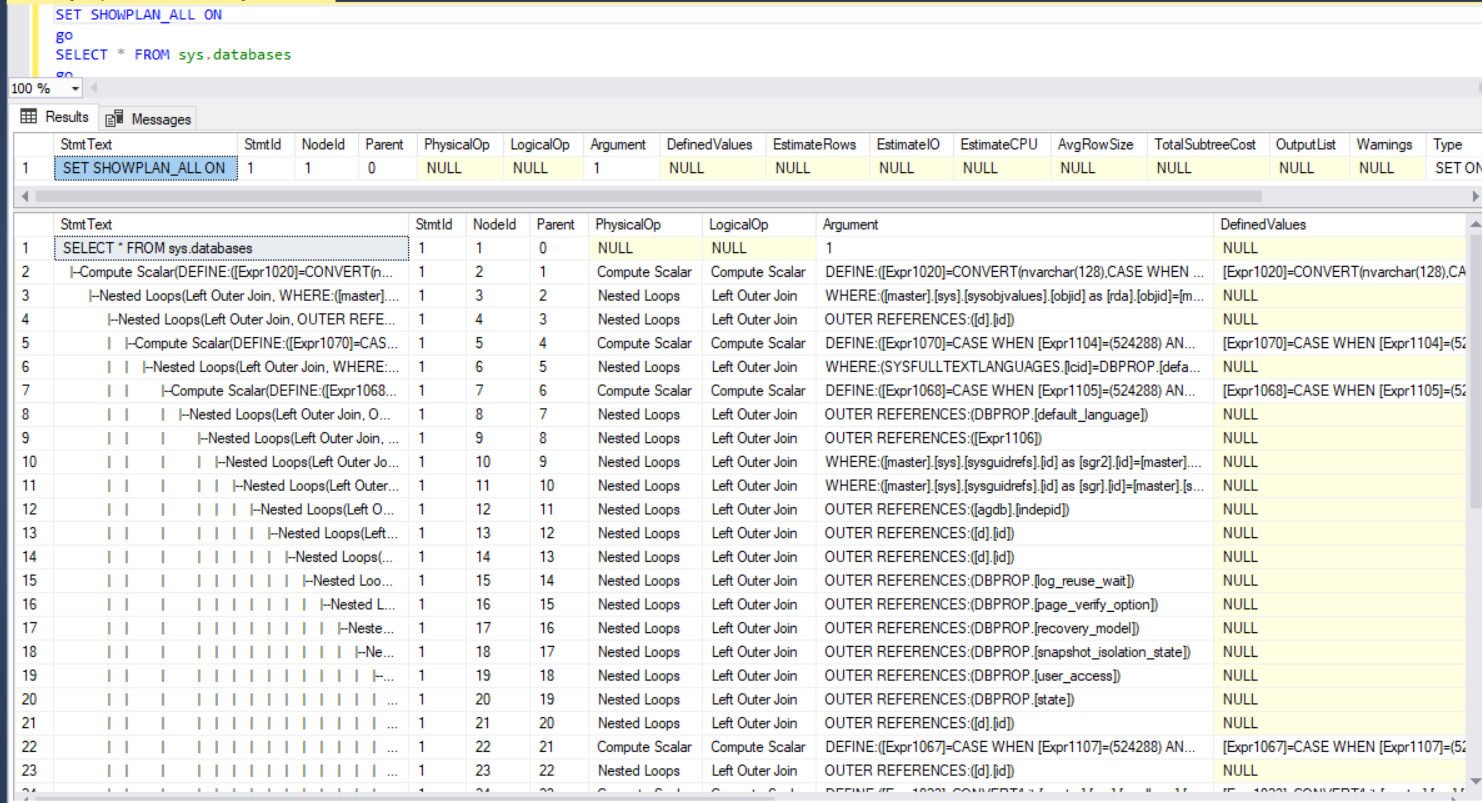 SET SHOWPLAN_ALL ON
go
SELECT * FROM sys.databases
go
100 %
Results Messages
StmtText StmtId NodeId Parent PhysicalOp LogicalOp Argument DefinedValues EstimateRows EstimateIO EstimateCPU AvgRowSize TotalSubtreeCost OutputList Warnings Type
1 SET SHOWPLAN_ALL ON 1 1 0 NULL NULL 1 NULL NULL NULL NULL NULL NULL NULL NULL SET ON
StmtText StmtId NodeId Parent PhysicalOp LogicalOp Argument DefinedValues
1 SELECT * FROM sys.databases 1 1 0 NULL NULL 1 NULL
2 |--Compute Scalar(DEFINE:([Expr1020]=CONVERT(n... 1 2 1 Compute Scalar Compute Scalar DEFINE:([Expr1020]=CONVERT(nvarchar(128),CASE WHEN ... [Expr1020]=CONVERT(nvarchar(128),CA
3 |--Nested Loops(Left Outer Join, WHERE:([master].... 1 3 2 Nested Loops Left Outer Join WHERE:([master].[sys].[sysobjvalues].[objid] as [rda].[objid]=[m... NULL
4 |--Nested Loops(Left Outer Join, OUTER REFE... 1 4 3 Nested Loops Left Outer Join OUTER REFERENCES:([d].[id]) NULL
5 | |--Compute Scalar(DEFINE:([Expr1070]=CAS... 1 5 4 Compute Scalar Compute Scalar DEFINE:([Expr1070]=CASE WHEN [Expr1104]=(524288) AN... [Expr1070]=CASE WHEN [Expr1104]=(52
6 | | |--Nested Loops(Left Outer Join, WHERE:... 1 6 5 Nested Loops Left Outer Join WHERE:(SYSFULLTEXTLANGUAGES.[lcid]=DBPROP.[defa... NULL
7 | | |--Compute Scalar(DEFINE:([Expr1068... 1 7 6 Compute Scalar Compute Scalar DEFINE:([Expr1068]=CASE WHEN [Expr1105]=(524288) AN... [Expr1068]=CASE WHEN [Expr1105]=(52
8 | | | |--Nested Loops(Left Outer Join, O... 1 8 7 Nested Loops Left Outer Join OUTER REFERENCES:(DBPROP.[default_language]) NULL
9 | | | |--Nested Loops(Left Outer Join, ... 1 9 8 Nested Loops Left Outer Join OUTER REFERENCES:([Expr1106]) NULL
10 | | | | |--Nested Loops(Left Outer Jo... 1 10 9 Nested Loops Left Outer Join WHERE:([master].[sys].[sysguidrefs].[id] as [sgr2].[id]=[master].... NULL
11 | | | | | |--Nested Loops(Left Outer... 1 11 10 Nested Loops Left Outer Join WHERE:([master].[sys].[sysguidrefs].[id] as [sgr].[id]=[master].[s... NULL
12 | | | | | | |--Nested Loops(Left O... 1 12 11 Nested Loops Left Outer Join OUTER REFERENCES:([agdb].[indepid]) NULL
13 | | | | | | | |--Nested Loops(Left... 1 13 12 Nested Loops Left Outer Join OUTER REFERENCES:([d].[id]) NULL
14 | | | | | | | | |--Nested Loops(... 1 14 13 Nested Loops Left Outer Join OUTER REFERENCES:([d].[id]) NULL
15 | | | | | | | | | |--Nested Loo... 1 15 14 Nested Loops Left Outer Join OUTER REFERENCES:(DBPROP.[log_reuse_wait]) NULL
16 | | | | | | | | | | |--Nested L... 1 16 15 Nested Loops Left Outer Join OUTER REFERENCES:(DBPROP.[page_verify_option]) NULL
17 | | | | | | | | | | | |--Neste... 1 17 16 Nested Loops Left Outer Join OUTER REFERENCES:(DBPROP.[recovery_model]) NULL
18 | | | | | | | | | | | | |--Ne... 1 18 17 Nested Loops Left Outer Join OUTER REFERENCES:(DBPROP.[snapshot_isolation_state]) NULL
19 | | | | | | | | | | | | | |--... 1 19 18 Nested Loops Left Outer Join OUTER REFERENCES:(DBPROP.[user_access]) NULL
20 | | | | | | | | | | | | | | ... 1 20 19 Nested Loops Left Outer Join OUTER REFERENCES:(DBPROP.[state]) NULL
21 | | | | | | | | | | | | | | ... 1 21 20 Nested Loops Left Outer Join OUTER REFERENCES:([d].[id]) NULL
22 | | | | | | | | | | | | | | ... 1 22 21 Compute Scalar Compute Scalar DEFINE:([Expr1067]=CASE WHEN [Expr1107]=(524288) AN... [Expr1067]=CASE WHEN [Expr1107]=(52
23 | | | | | | | | | | | | | | ... 1 23 22 Nested Loops Left Outer Join OUTER REFERENCES:([d].[id]) NULL